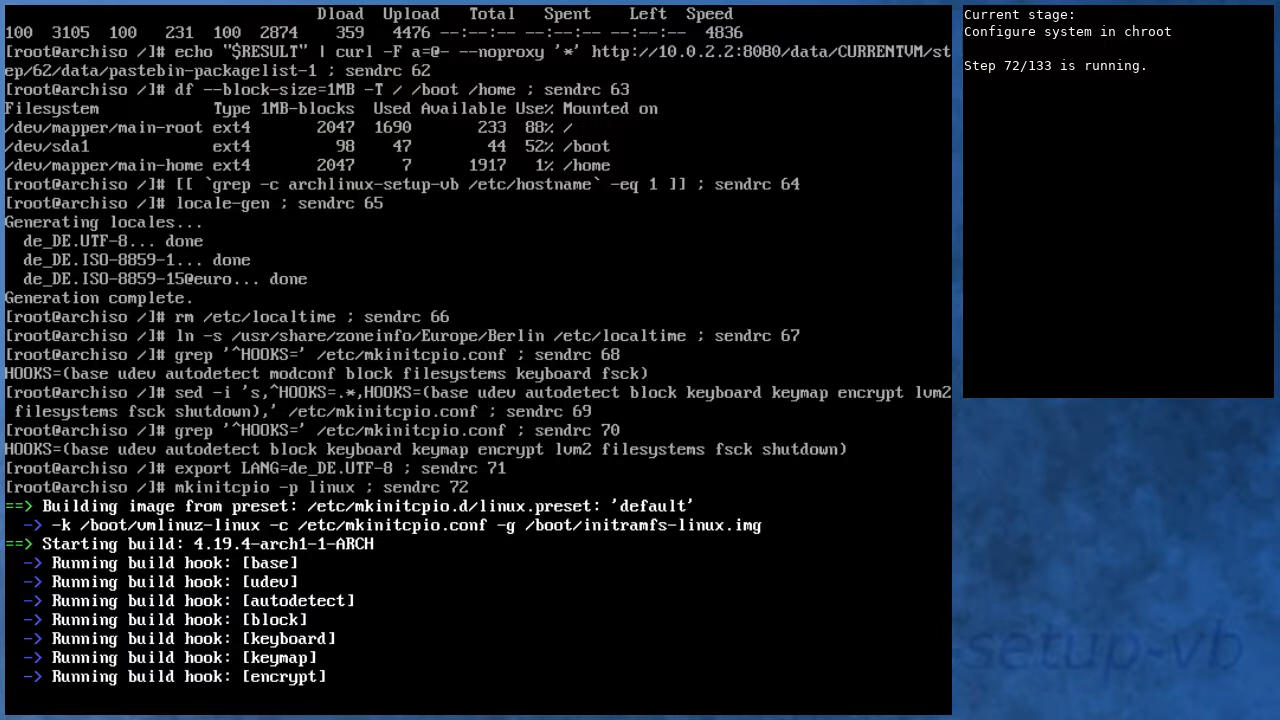 Dload  Upload   Total   Spent    Left  Speed
100  3105  100   231  100  2874    359   4476 --:--:-- --:--:-- --:--:--  4836
[root@archiso /]# echo "$RESULT" | curl -F a=@- --noproxy '*' http://10.0.2.2:8080/data/CURRENTVM/st
ep/62/data/pastebin-packagelist-1 ; sendrc 62
[root@archiso /]# df --block-size=1MB -T / /boot /home ; sendrc 63
Filesystem            Type 1MB-blocks  Used Available Use% Mounted on
/dev/mapper/main-root ext4       2047  1690       233  88% /
/dev/sda1             ext4         98    47        44  52% /boot
/dev/mapper/main-home ext4       2047     7      1917   1% /home
[root@archiso /]# [[ `grep -c archlinux-setup-vb /etc/hostname` -eq 1 ]] ; sendrc 64
[root@archiso /]# locale-gen ; sendrc 65
Generating locales...
  de_DE.UTF-8... done
  de_DE.ISO-8859-1... done
  de_DE.ISO-8859-15@euro... done
Generation complete.
[root@archiso /]# rm /etc/localtime ; sendrc 66
[root@archiso /]# ln -s /usr/share/zoneinfo/Europe/Berlin /etc/localtime ; sendrc 67
[root@archiso /]# grep '^HOOKS=' /etc/mkinitcpio.conf ; sendrc 68
HOOKS=(base udev autodetect modconf block filesystems keyboard fsck)
[root@archiso /]# sed -i 's,^HOOKS=.*,HOOKS=(base udev autodetect block keyboard keymap encrypt lvm2
 filesystems fsck shutdown),' /etc/mkinitcpio.conf ; sendrc 69
[root@archiso /]# grep '^HOOKS=' /etc/mkinitcpio.conf ; sendrc 70
HOOKS=(base udev autodetect block keyboard keymap encrypt lvm2 filesystems fsck shutdown)
[root@archiso /]# export LANG=de_DE.UTF-8 ; sendrc 71
[root@archiso /]# mkinitcpio -p linux ; sendrc 72
==> Building image from preset: /etc/mkinitcpio.d/linux.preset: 'default'
  -> -k /boot/vmlinuz-linux -c /etc/mkinitcpio.conf -g /boot/initramfs-linux.img
==> Starting build: 4.19.4-arch1-1-ARCH
  -> Running build hook: [base]
  -> Running build hook: [udev]
  -> Running build hook: [autodetect]
  -> Running build hook: [block]
  -> Running build hook: [keyboard]
  -> Running build hook: [keymap]
  -> Running build hook: [encrypt]
Current stage:
Configure system in chroot
Step 72/133 is running.
setup-vb